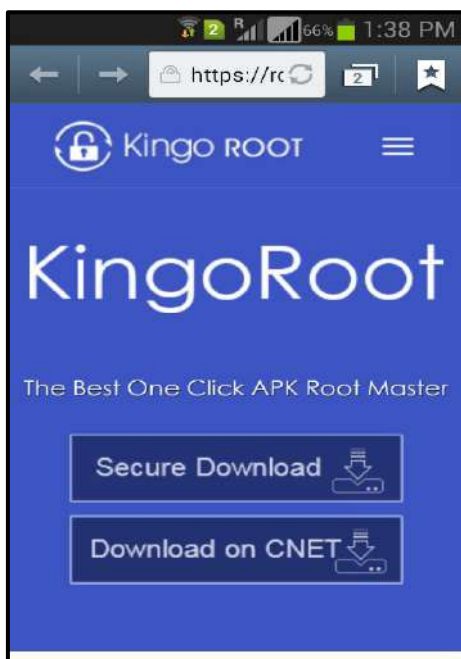 2 R 66% 1:38 PM
https://rc 2
Kingo ROOT
KingoRoot
The Best One Click APK Root Master
Secure Download
Download on CNET